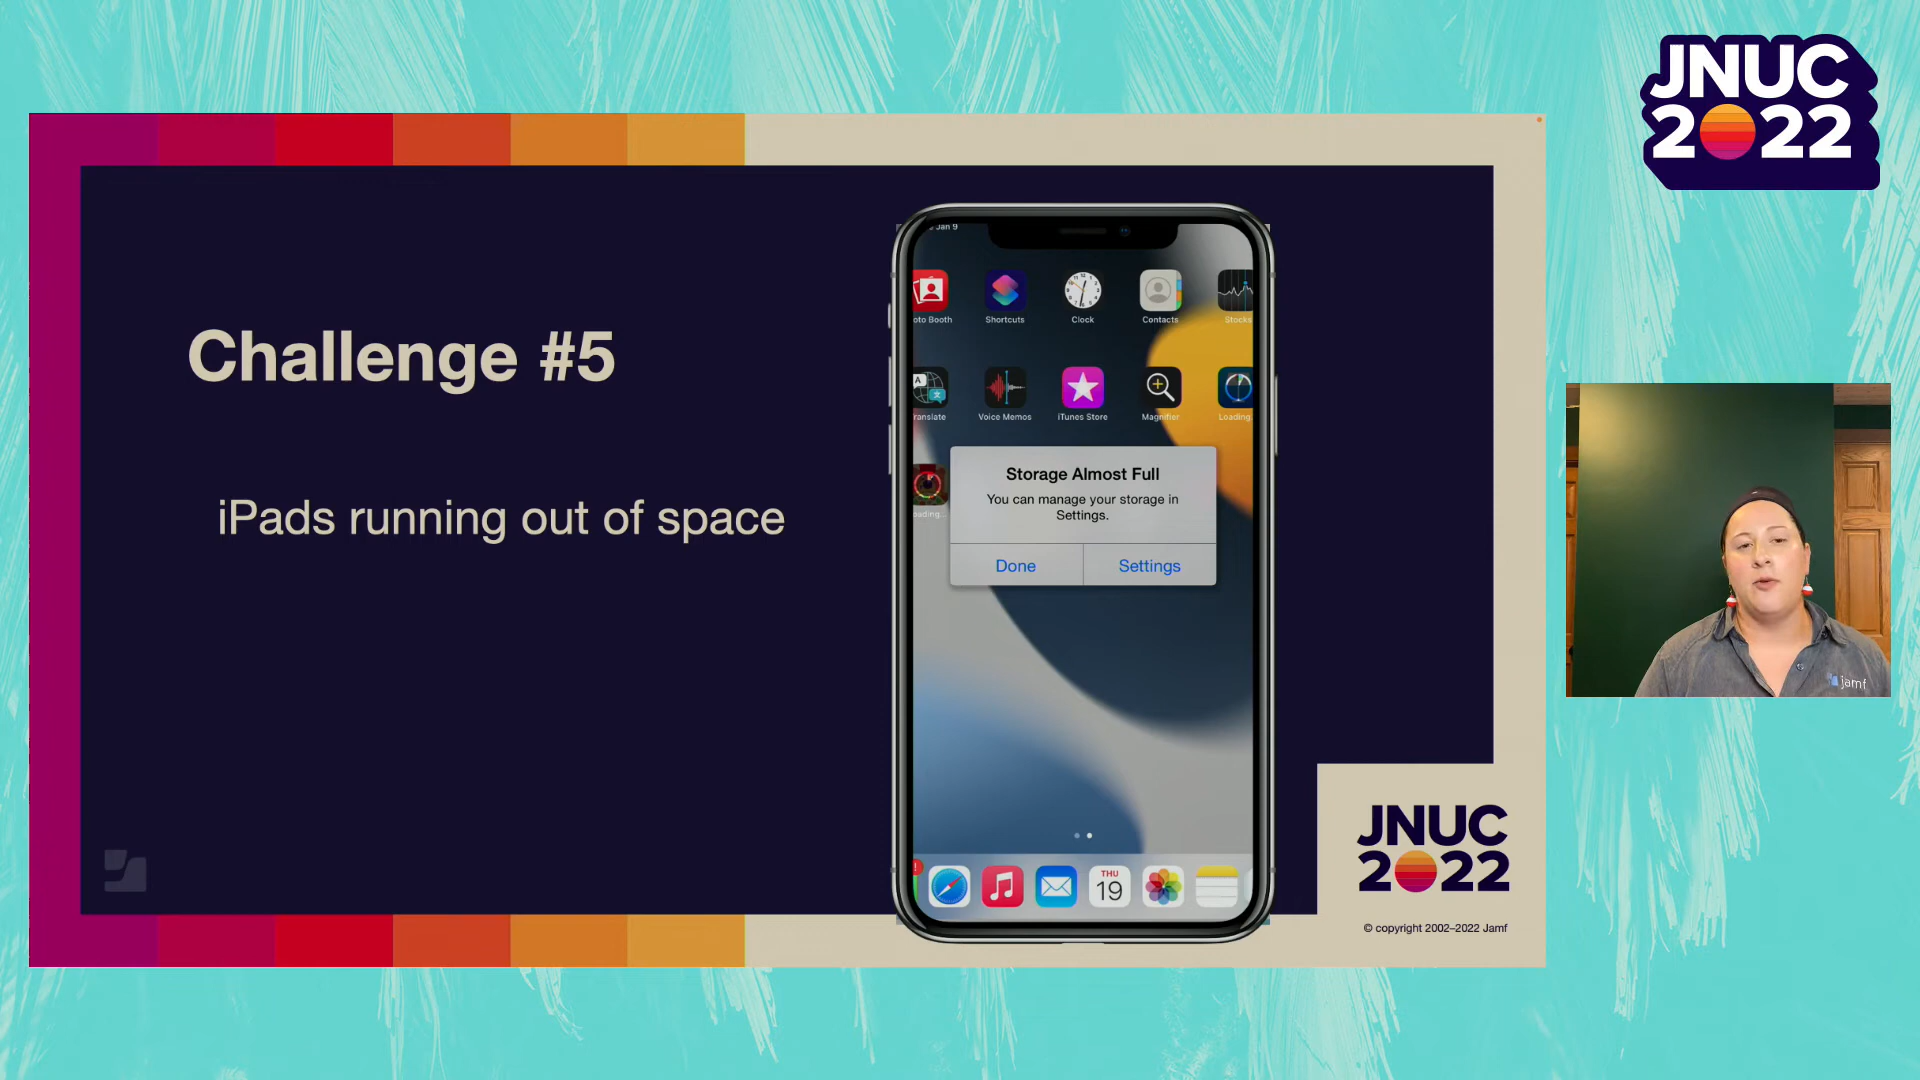 JNUC
2022
Challenge #5
iPads running out of space
Jan 9
oto Booth
Shortcuts
Clock
Contacts
Stocks
ranslate
Voice Memos
iTunes Store
Magnifier
Loading...
oading...
Storage Almost Full
You can manage your storage in
Settings.
Done
Settings
THU
19
JNUC
2022
© copyright 2002–2022 Jamf
jamf